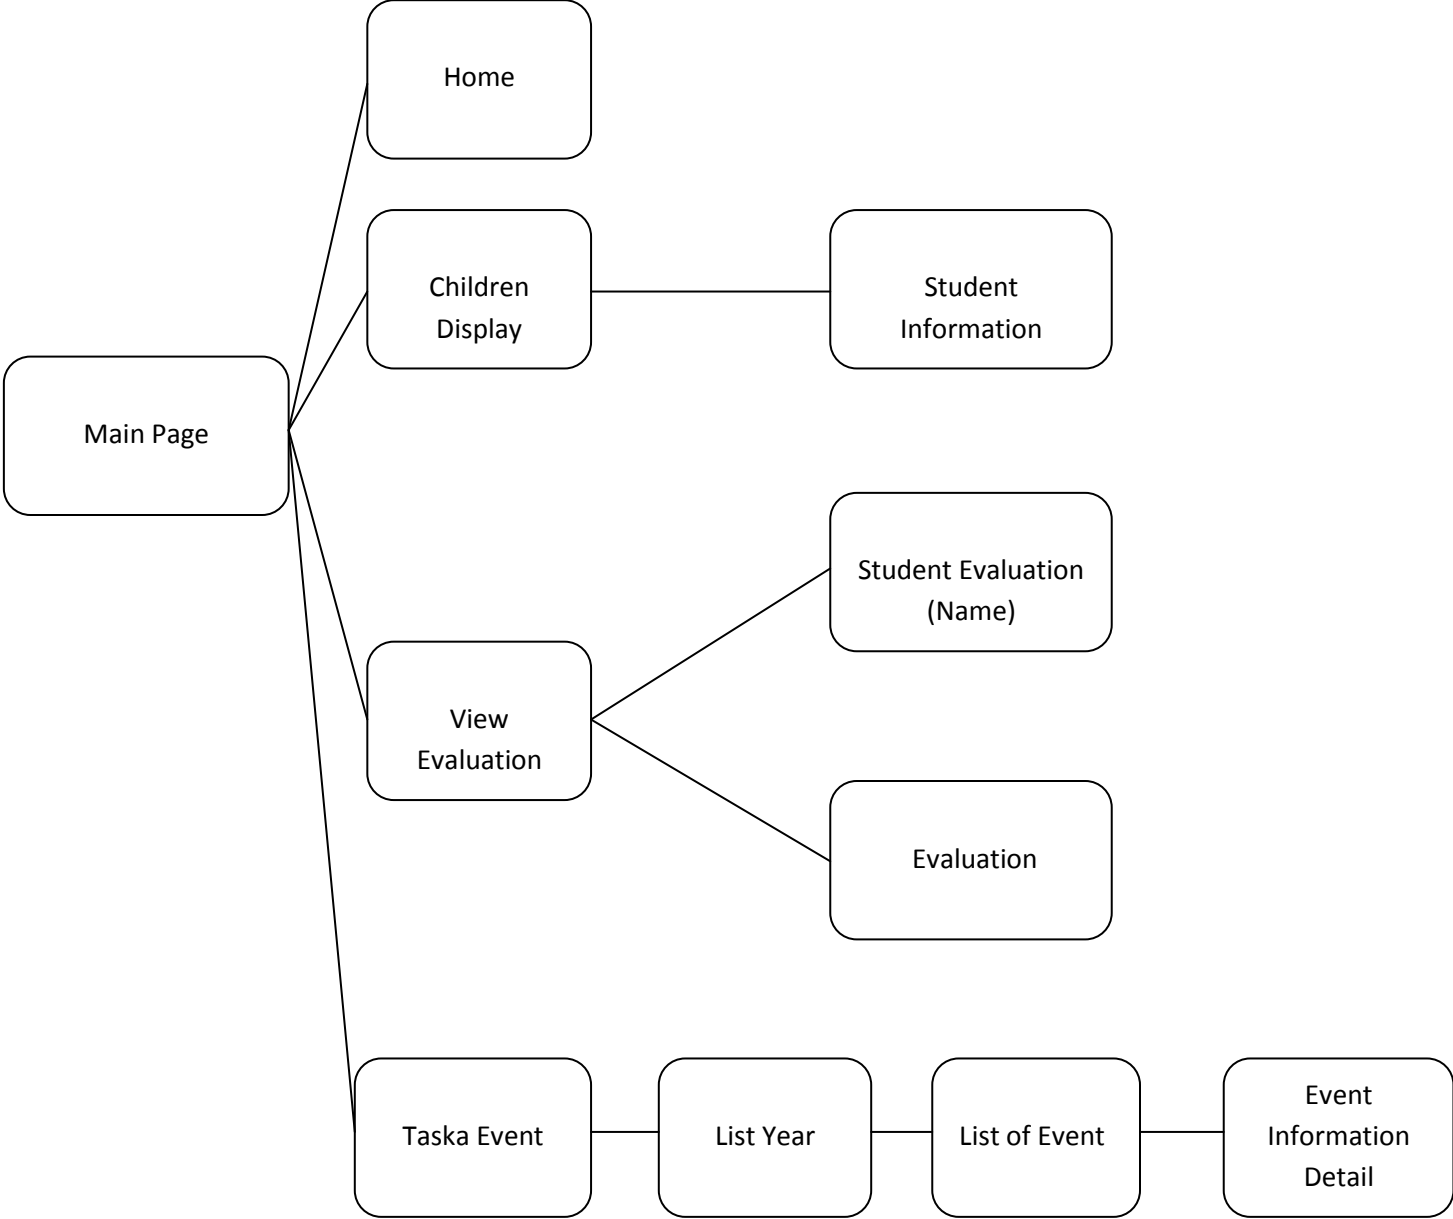 Home
Children
Display
Student
Information
Main Page
Student Evaluation
(Name)
View
Evaluation
Evaluation
Taska Event
List Year
List of Event
Event
Information
Detail